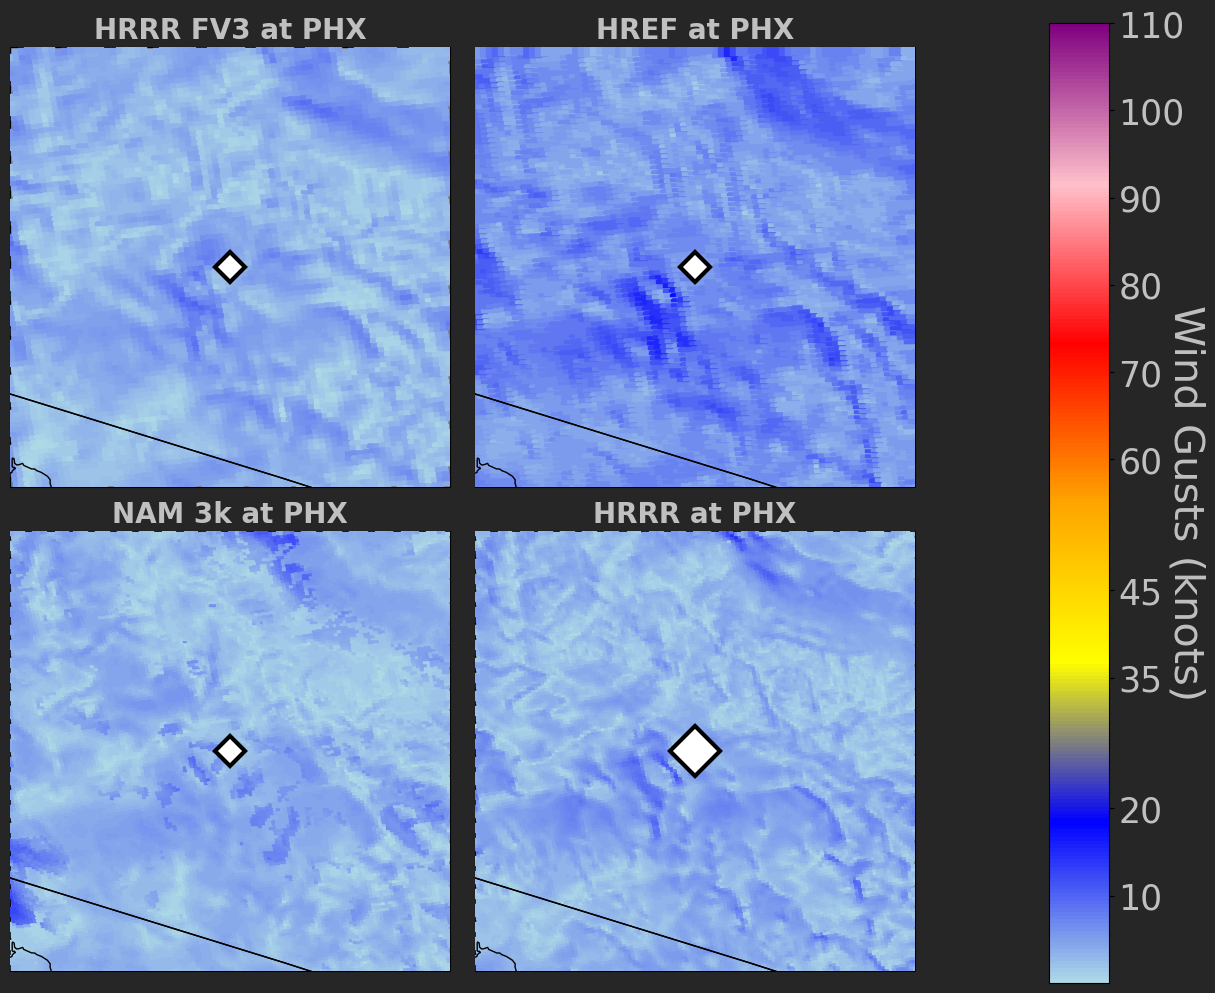 HRRR FV3 at PHX
HREF at PHX
NAM 3k at PHX
HRRR at PHX
110
100
90
80
70
60
45
35
20
10
Wind Gusts (knots)